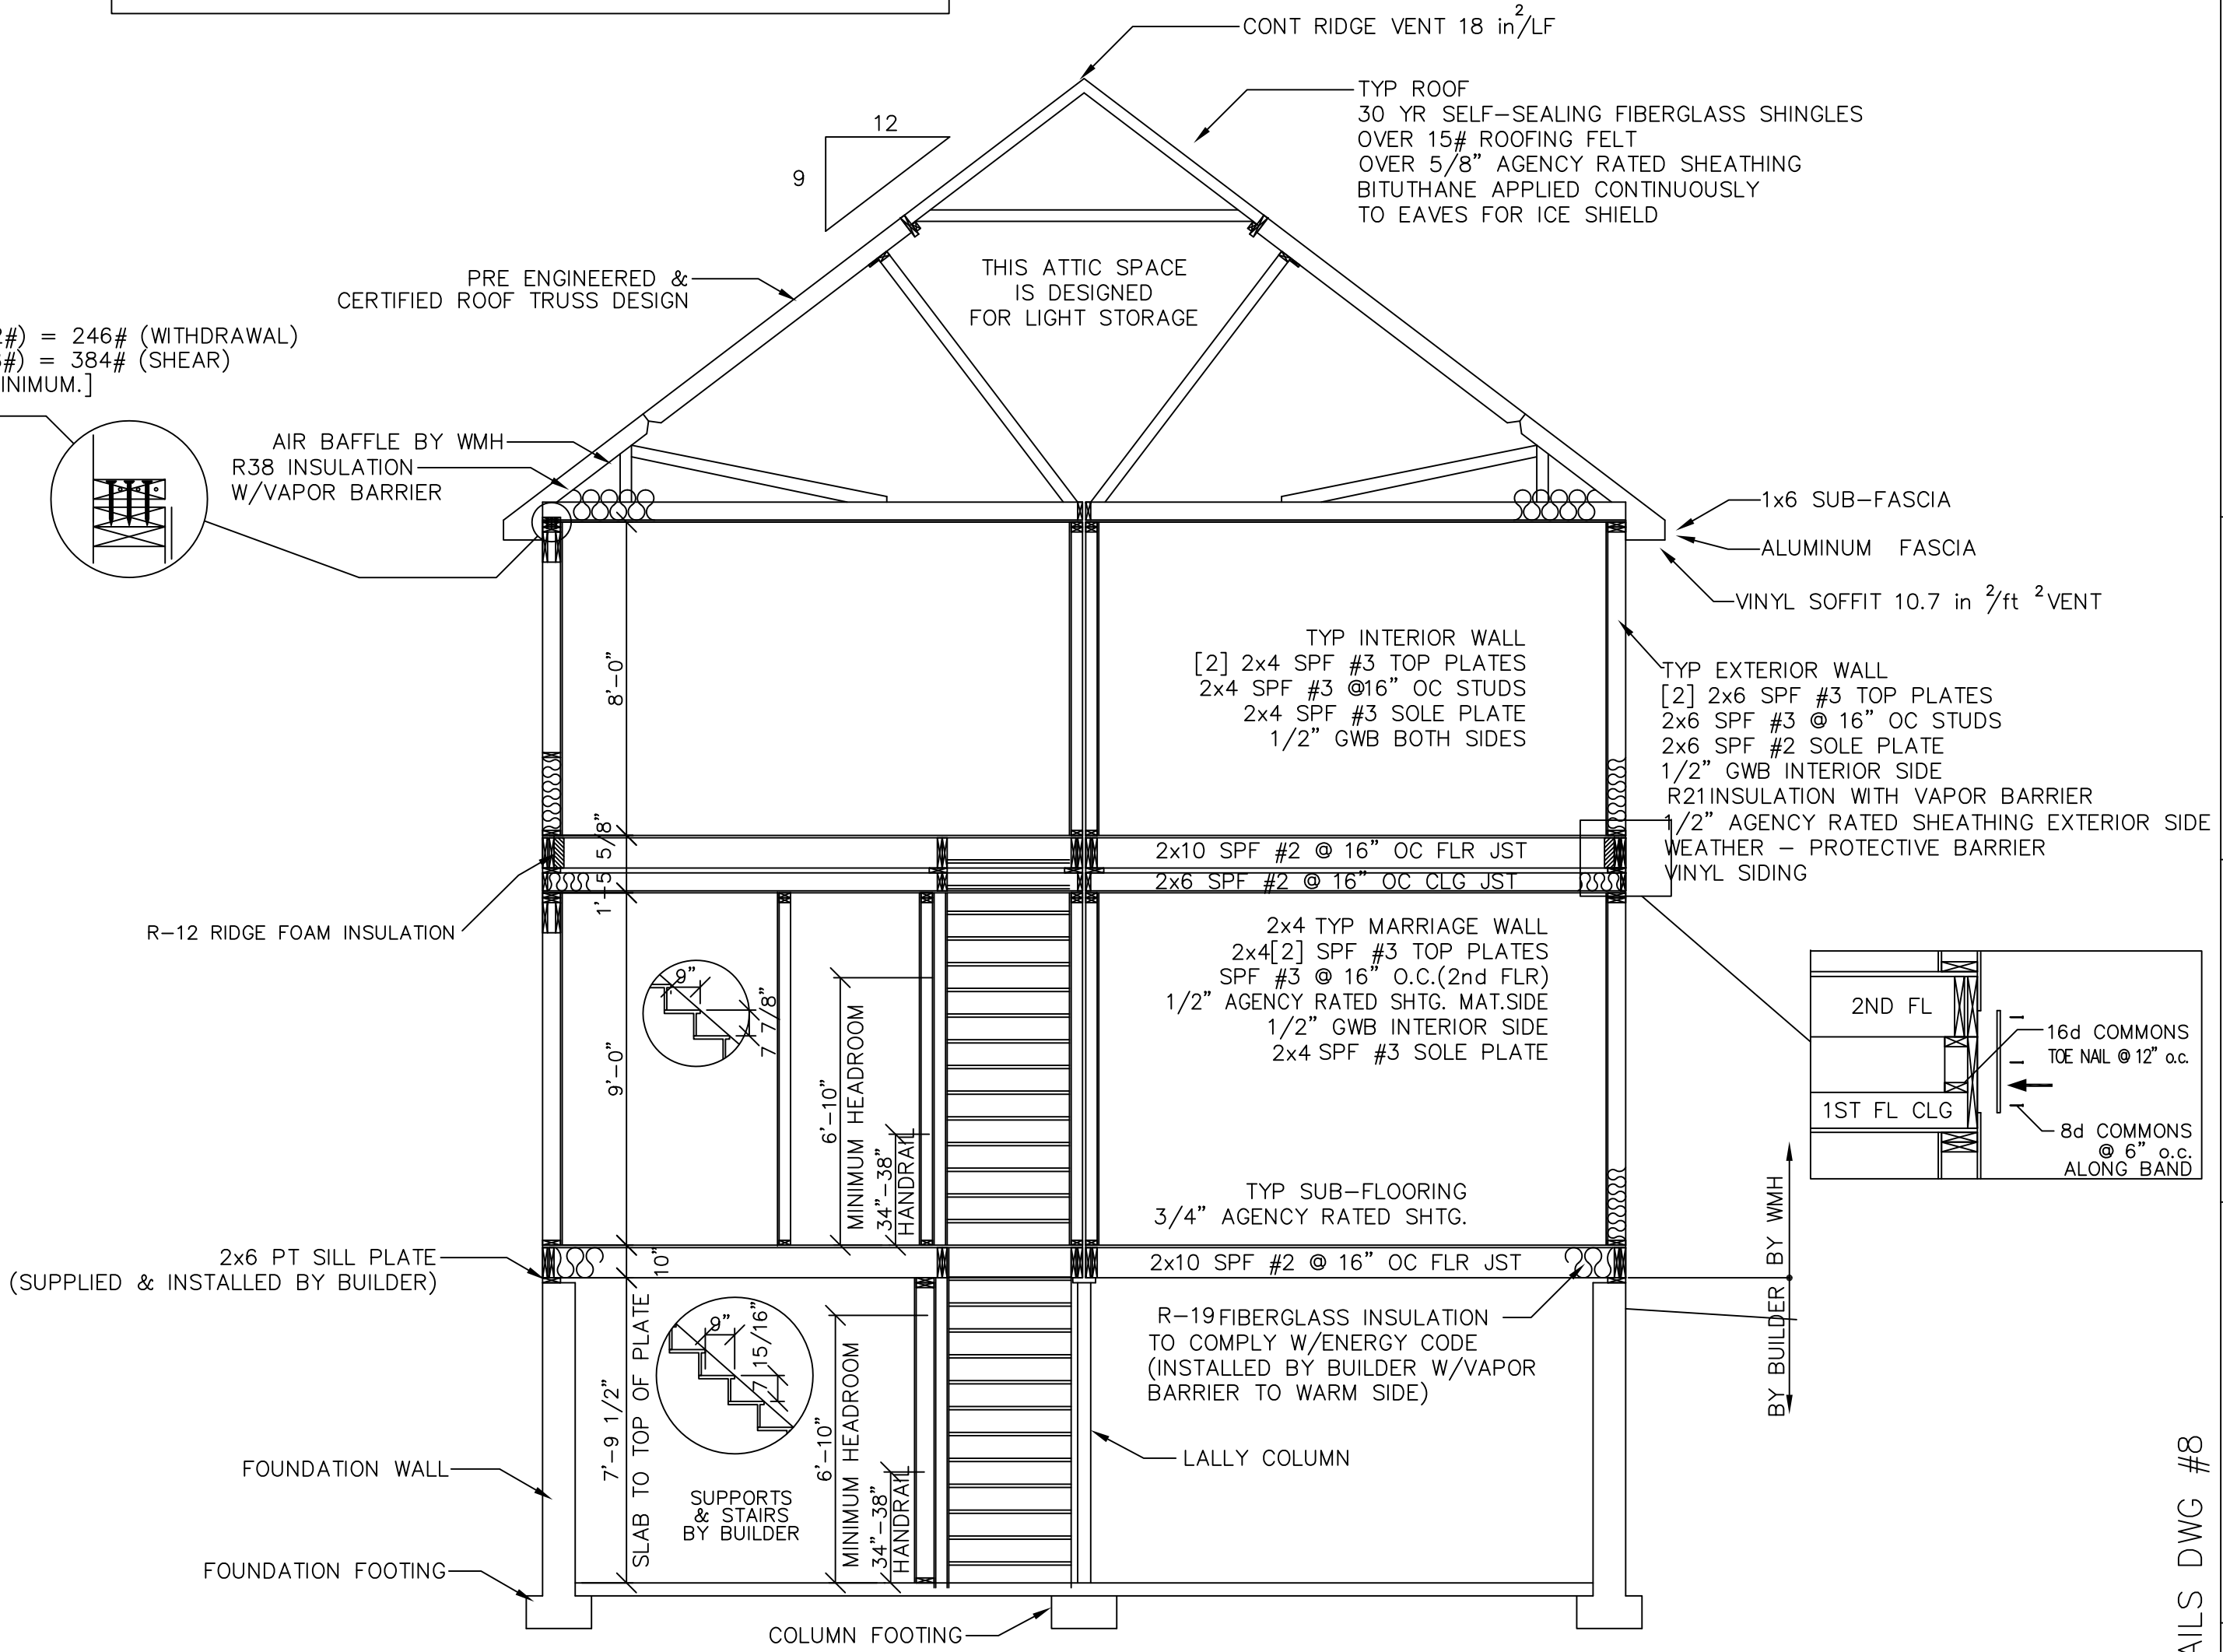 CONT RIDGE VENT 18 in²/LF
TYP ROOF
30 YR SELF-SEALING FIBERGLASS SHINGLES
OVER 15# ROOFING FELT
OVER 5/8" AGENCY RATED SHEATHING
BITUTHANE APPLIED CONTINUOUSLY
TO EAVES FOR ICE SHIELD
12
9
PRE ENGINEERED &
CERTIFIED ROOF TRUSS DESIGN
THIS ATTIC SPACE
IS DESIGNED
FOR LIGHT STORAGE
#) = 246# (WITHDRAWAL)
#) = 384# (SHEAR)
INIMUM.]
AIR BAFFLE BY WMH
R38 INSULATION
W/VAPOR BARRIER
1x6 SUB-FASCIA
ALUMINUM FASCIA
VINYL SOFFIT 10.7 in ²/ft ² VENT
8'-0"
TYP INTERIOR WALL
[2] 2x4 SPF #3 TOP PLATES
2x4 SPF #3 @16" OC STUDS
2x4 SPF #3 SOLE PLATE
1/2" GWB BOTH SIDES
TYP EXTERIOR WALL
[2] 2x6 SPF #3 TOP PLATES
2x6 SPF #3 @ 16" OC STUDS
2x6 SPF #2 SOLE PLATE
1/2" GWB INTERIOR SIDE
R21 INSULATION WITH VAPOR BARRIER
1/2" AGENCY RATED SHEATHING EXTERIOR SIDE
WEATHER - PROTECTIVE BARRIER
VINYL SIDING
1'-5 5/8"
2x10 SPF #2 @ 16" OC FLR JST
2x6 SPF #2 @ 16" OC CLG JST
R-12 RIDGE FOAM INSULATION
9"
7 7/8"
9'-0"
6'-10"
MINIMUM HEADROOM
34"-38"
HANDRAIL
2x4 TYP MARRIAGE WALL
2x4[2] SPF #3 TOP PLATES
SPF #3 @ 16" O.C.(2nd FLR)
1/2" AGENCY RATED SHTG. MAT.SIDE
1/2" GWB INTERIOR SIDE
2x4 SPF #3 SOLE PLATE
2ND FL
1ST FL CLG
16d COMMONS
TOE NAIL @ 12" o.c.
8d COMMONS
@ 6" o.c.
ALONG BAND
TYP SUB-FLOORING
3/4" AGENCY RATED SHTG.
BY WMH
BY BUILDER
2x6 PT SILL PLATE
(SUPPLIED & INSTALLED BY BUILDER)
10"
2x10 SPF #2 @ 16" OC FLR JST
R-19 FIBERGLASS INSULATION
TO COMPLY W/ENERGY CODE
(INSTALLED BY BUILDER W/VAPOR
BARRIER TO WARM SIDE)
9"
7 15/16"
7'-9 1/2"
SLAB TO TOP OF PLATE
SUPPORTS
& STAIRS
BY BUILDER
6'-10"
MINIMUM HEADROOM
34"-38"
HANDRAIL
LALLY COLUMN
FOUNDATION WALL
FOUNDATION FOOTING
COLUMN FOOTING
AILS DWG #8